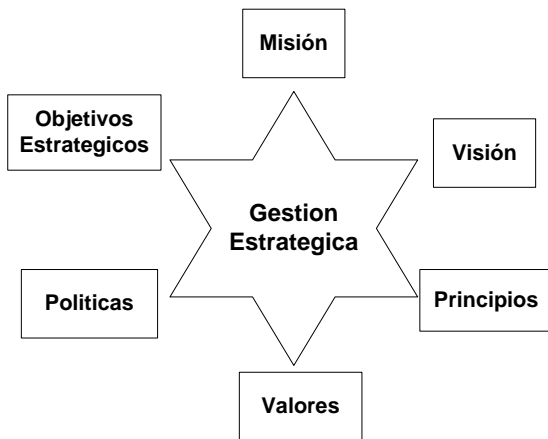 Misión
Objetivos
Estrategicos
Visión
Gestion
Estrategica
Politicas
Principios
Valores